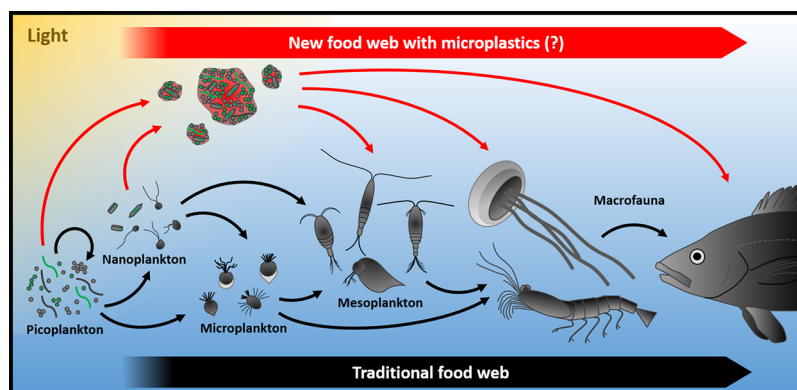 Light
New food web with microplastics (?)
Macrofauna
Nanoplankton
Picoplankton
Microplankton
Mesoplankton
Traditional food web